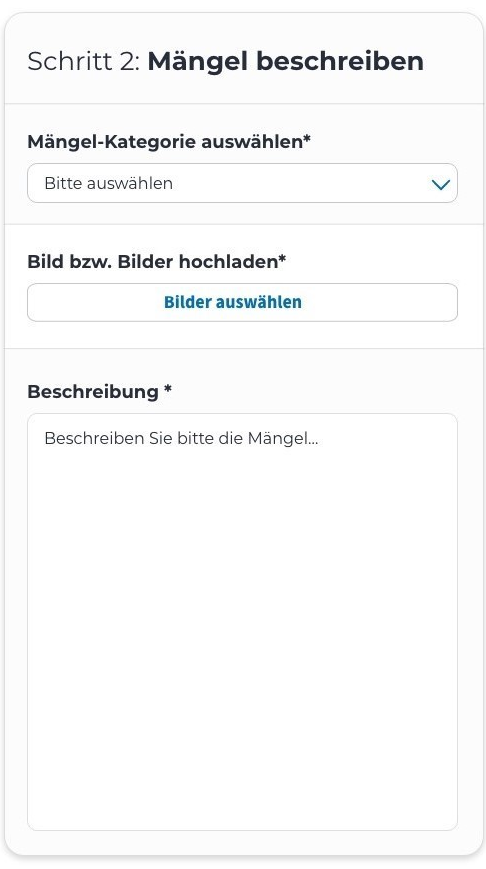 Schritt 2: Mängel beschreiben
Mängel-Kategorie auswählen*
Bitte auswählen
Bild bzw. Bilder hochladen*
Bilder auswählen
Beschreibung *
Beschreiben Sie bitte die Mängel...